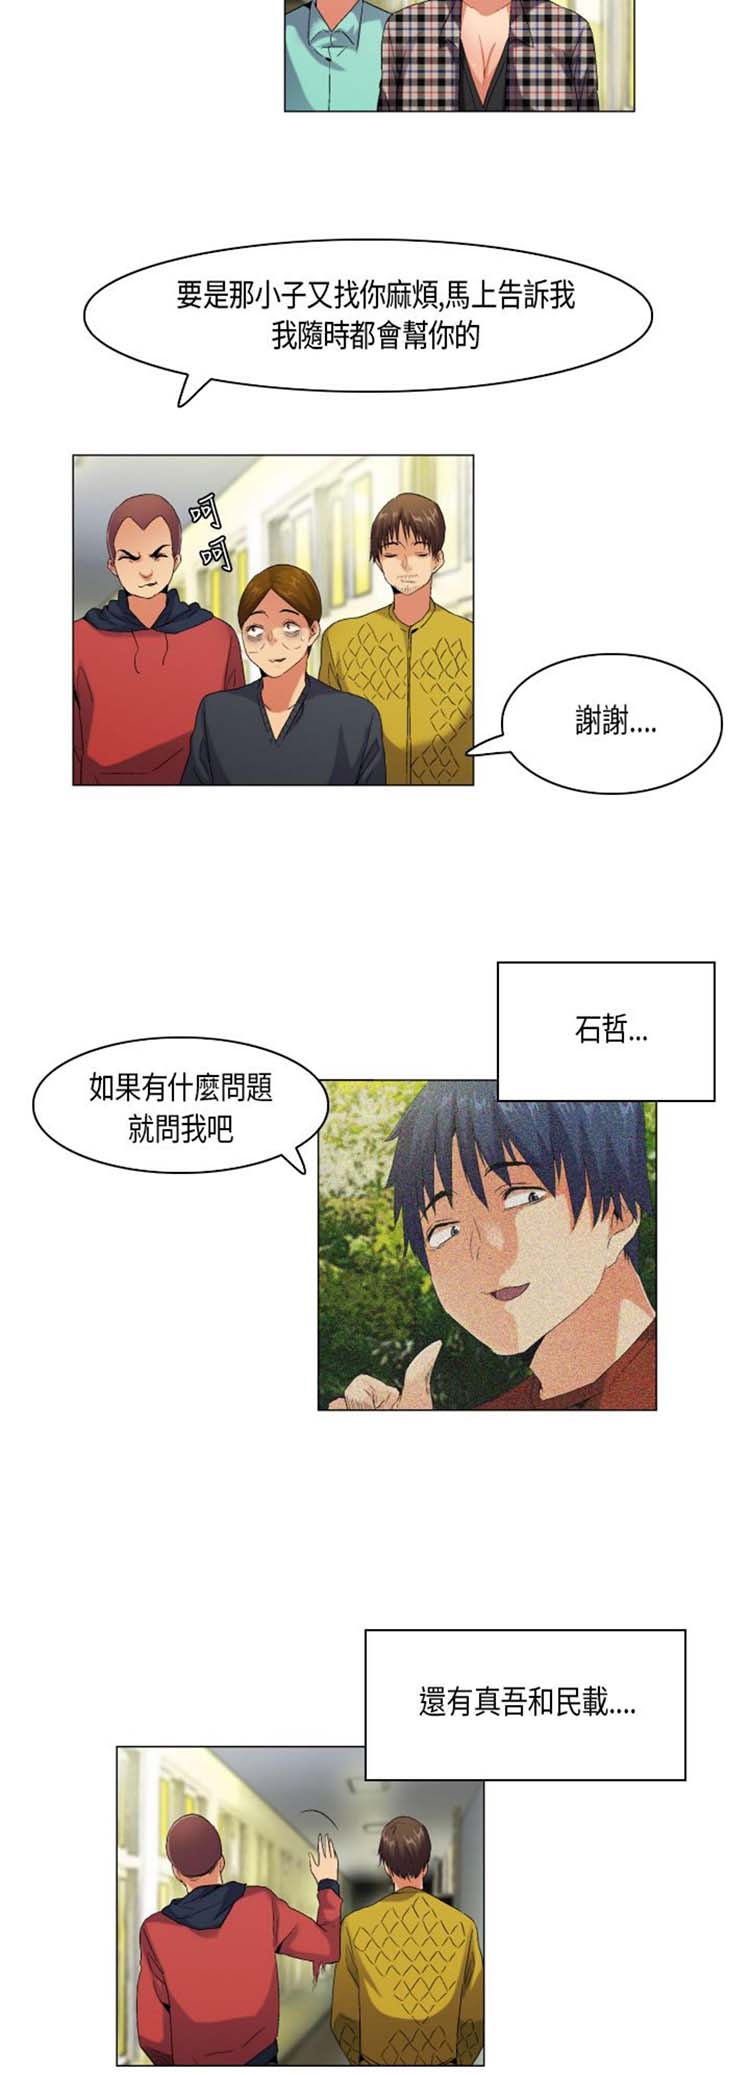 要是那小子又找你麻煩,馬上告訴我
我隨時都會幫你的
呵
呵
謝謝....
石哲...
如果有什麼問題
就問我吧
還有真吾和民載....